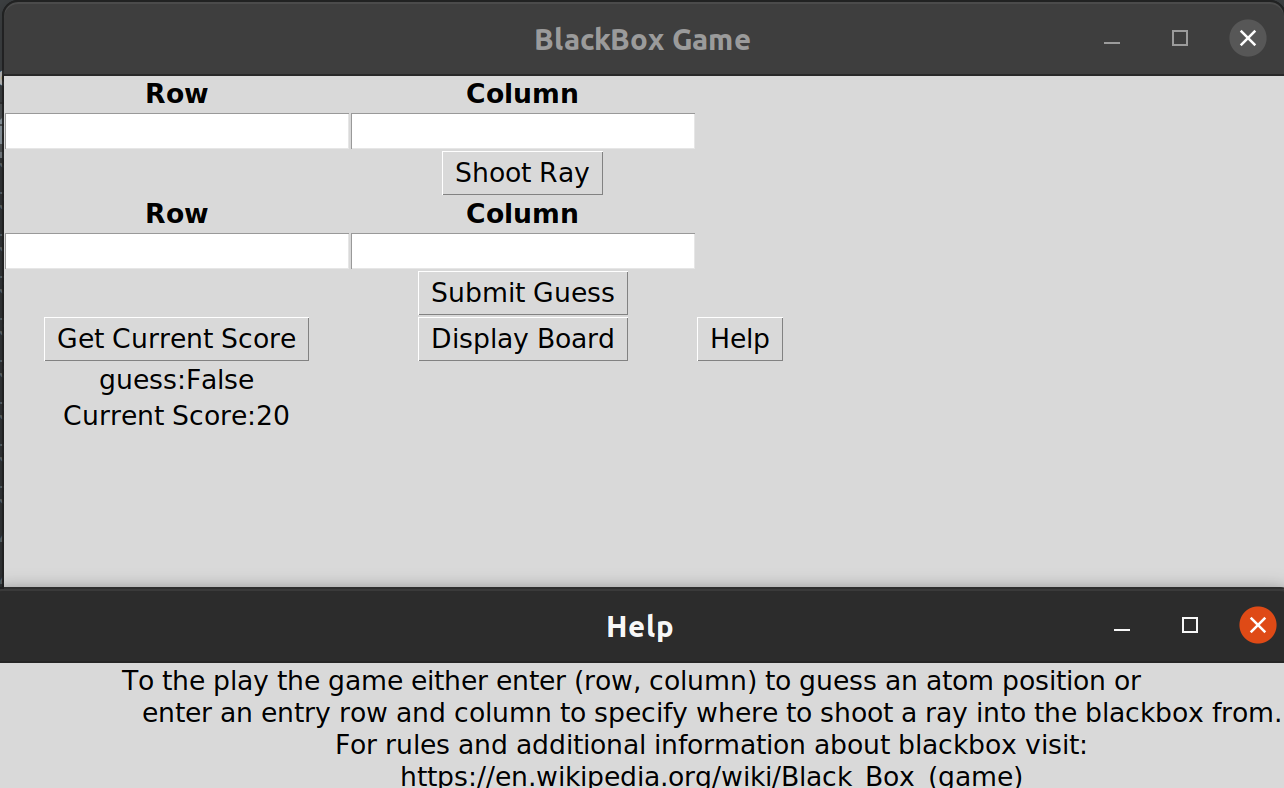 BlackBox Game
Row Column
Shoot Ray
Row Column
Submit Guess
Get Current Score Display Board Help
guess:False
Current Score:20
Help
To the play the game either enter (row, column) to guess an atom position or
enter an entry row and column to specify where to shoot a ray into the blackbox from.
For rules and additional information about blackbox visit:
https://en.wikipedia.org/wiki/Black_Box_(game)